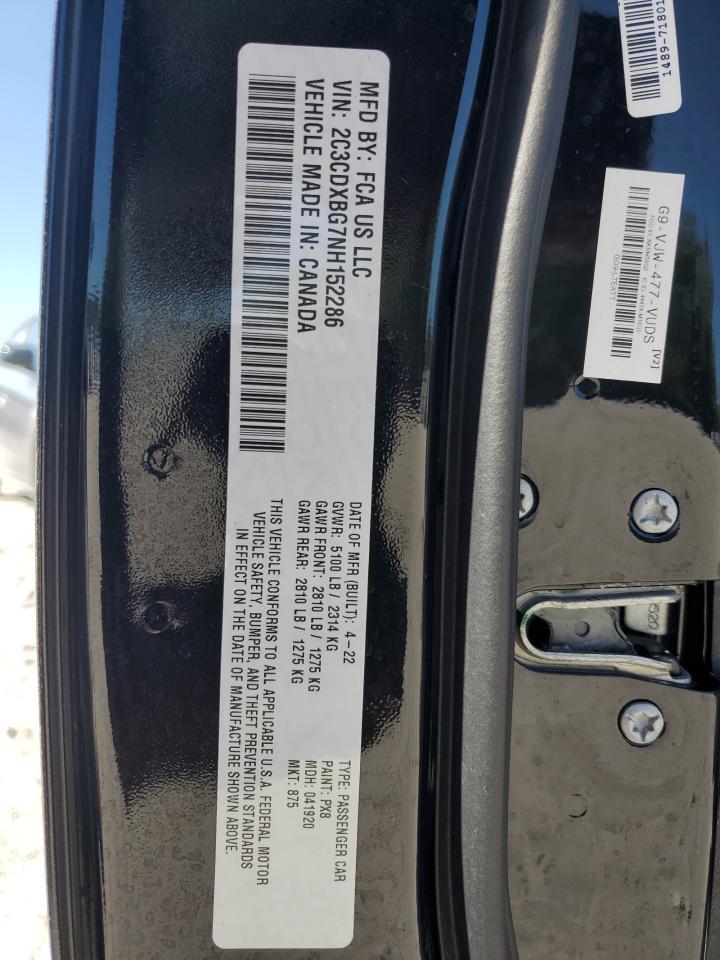 MFD BY: FCA US LLC
VIN: 2C3CDXBG7NH152286
VEHICLE MADE IN: CANADA
DATE OF MFR (BUILT): 4-22
GVWR: 5100 LB / 2314 KG
GAWR FRONT: 2810 LB / 1275 KG
GAWR REAR: 2810 LB / 1275 KG
THIS VEHICLE CONFORMS TO ALL APPLICABLE U.S.A. FEDERAL MOTOR
VEHICLE SAFETY, BUMPER, AND THEFT PREVENTION STANDARDS
IN EFFECT ON THE DATE OF MANUFACTURE SHOWN ABOVE.
TYPE: PASSENGER CAR
PAINT: PX8
MDH: 041920
MKT: 875
G9-VJW-477-VUDS [V2]
1489-7180
520